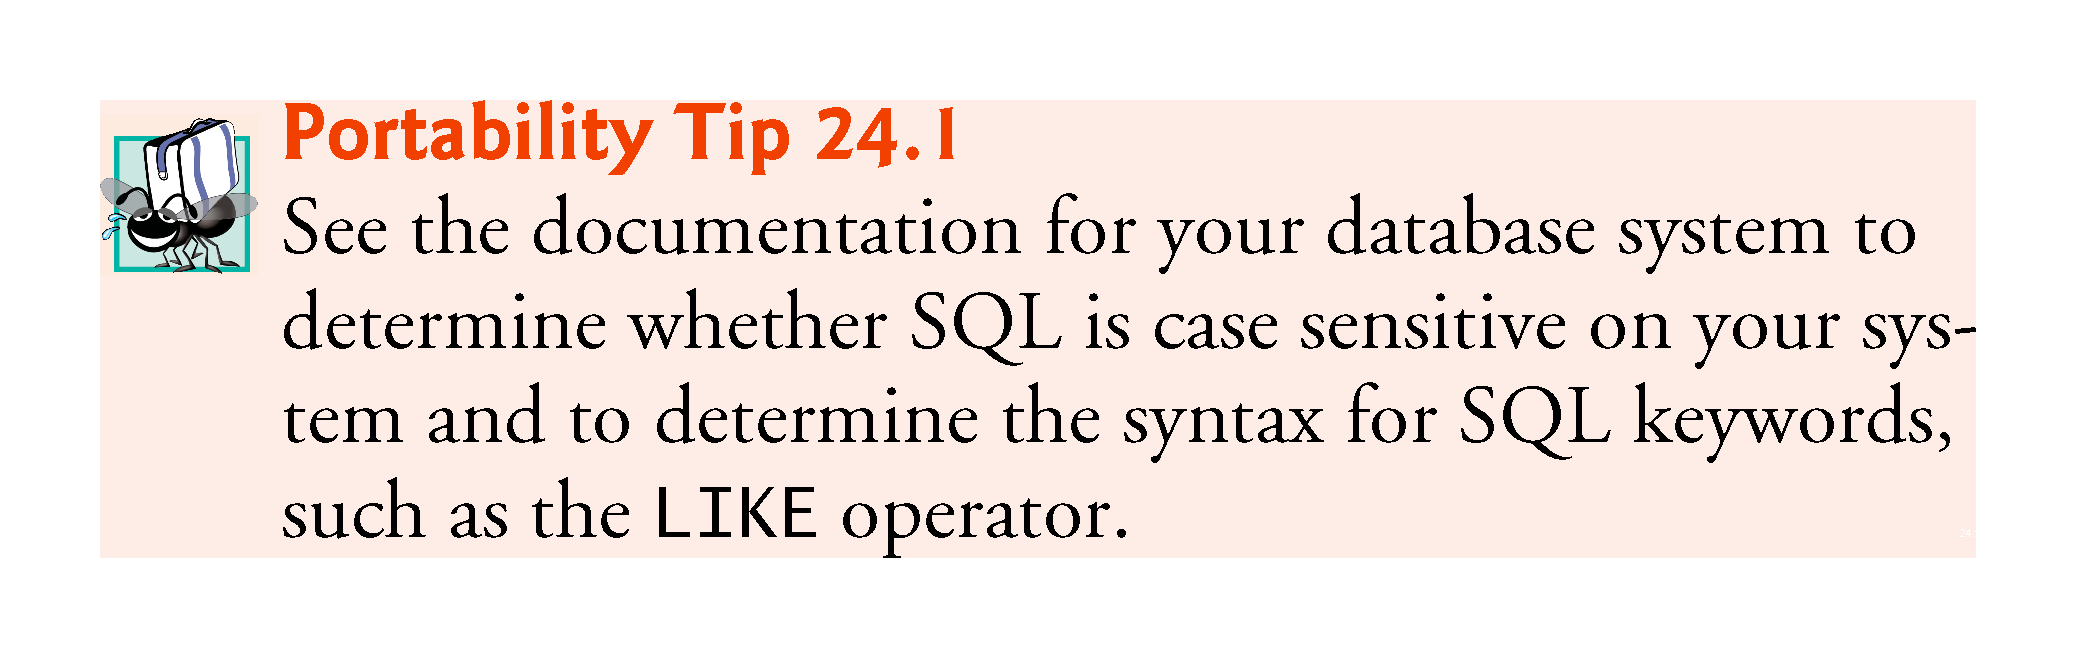 Portability Tip 24.1
See the documentation for your database system to
determine whether SQL is case sensitive on your sys-
tem and to determine the syntax for SQL keywords,
such as the LIKE operator.
24